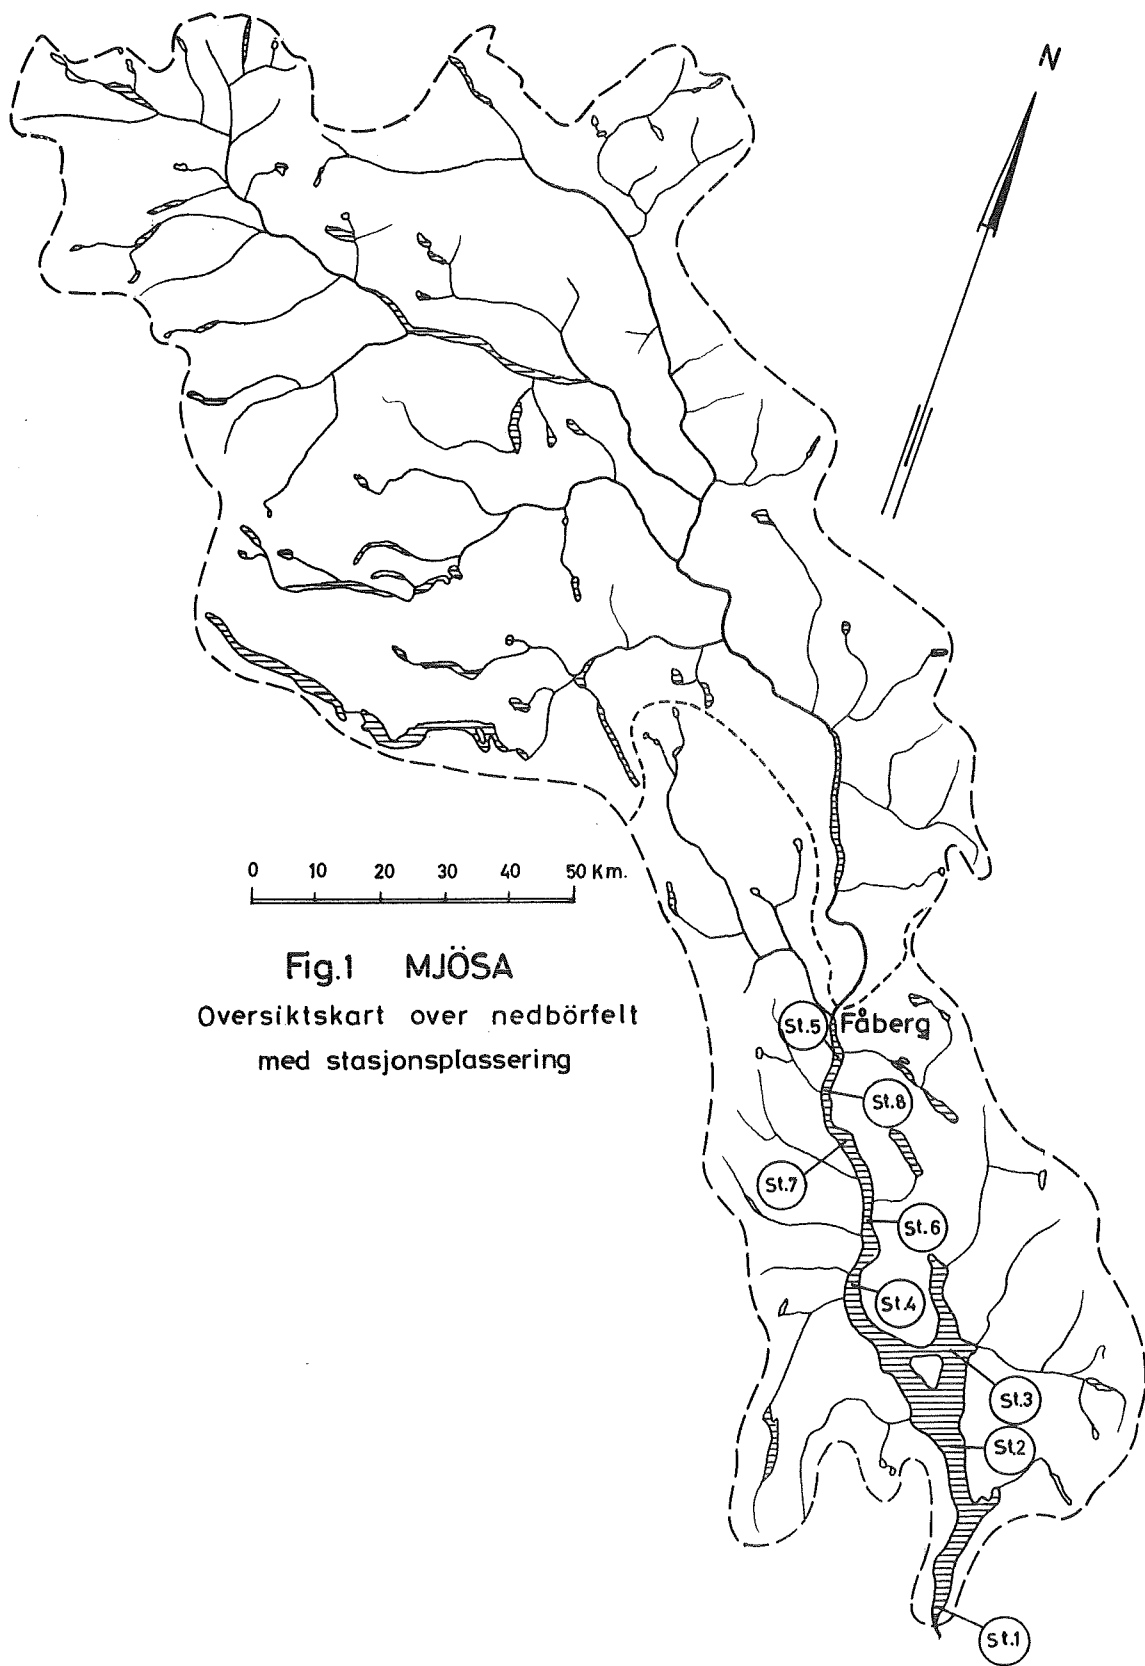 N
0 10 20 30 40 50 Km.
Fig.1 MJÖSA
Oversiktskart over nedbörfelt
med stasjonsplassering
St.5 Fåberg
St.8
St.7
St.6
St.4
St.3
St.2
St.1